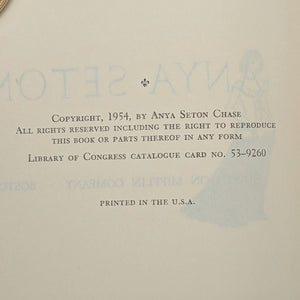 Copyright, 1954, by Anya Seton Chase
All rights reserved including the right to reproduce
this book or parts thereof in any form
Library of Congress catalogue card no. 53-9260
printed in the U.S.A.